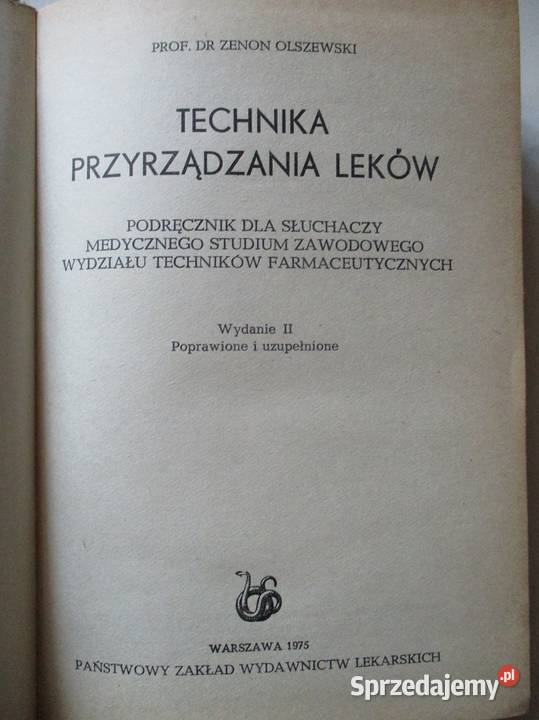 PROF. DR ZENON OLSZEWSKI
TECHNIKA
PRZYRZĄDZANIA LEKÓW
PODRĘCZNIK DLA SŁUCHACZY
MEDYCZNEGO STUDIUM ZAWODOWEGO
WYDZIAŁU TECHNIKÓW FARMACEUTYCZNYCH
Wydanie II
Poprawione i uzupełnione
WARSZAWA 1975
PAŃSTWOWY ZAKŁAD WYDAWNICTW LEKARSKICH
Sprzedajemy.pl